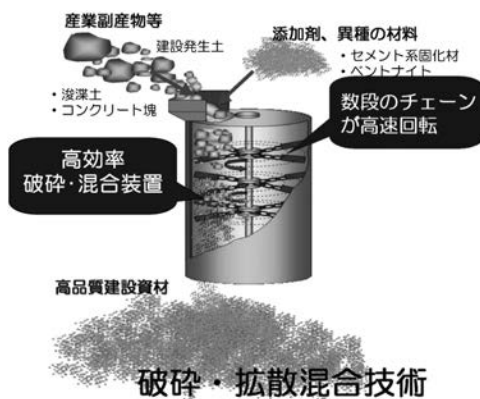 産業副産物等
建設発生土
・浚渫土
・コンクリート塊
添加剤、異種の材料
・セメント系固化材
・ベントナイト
数段のチェーン
が高速回転
高効率
破砕・混合装置
高品質建設資材
破砕・拡散混合技術